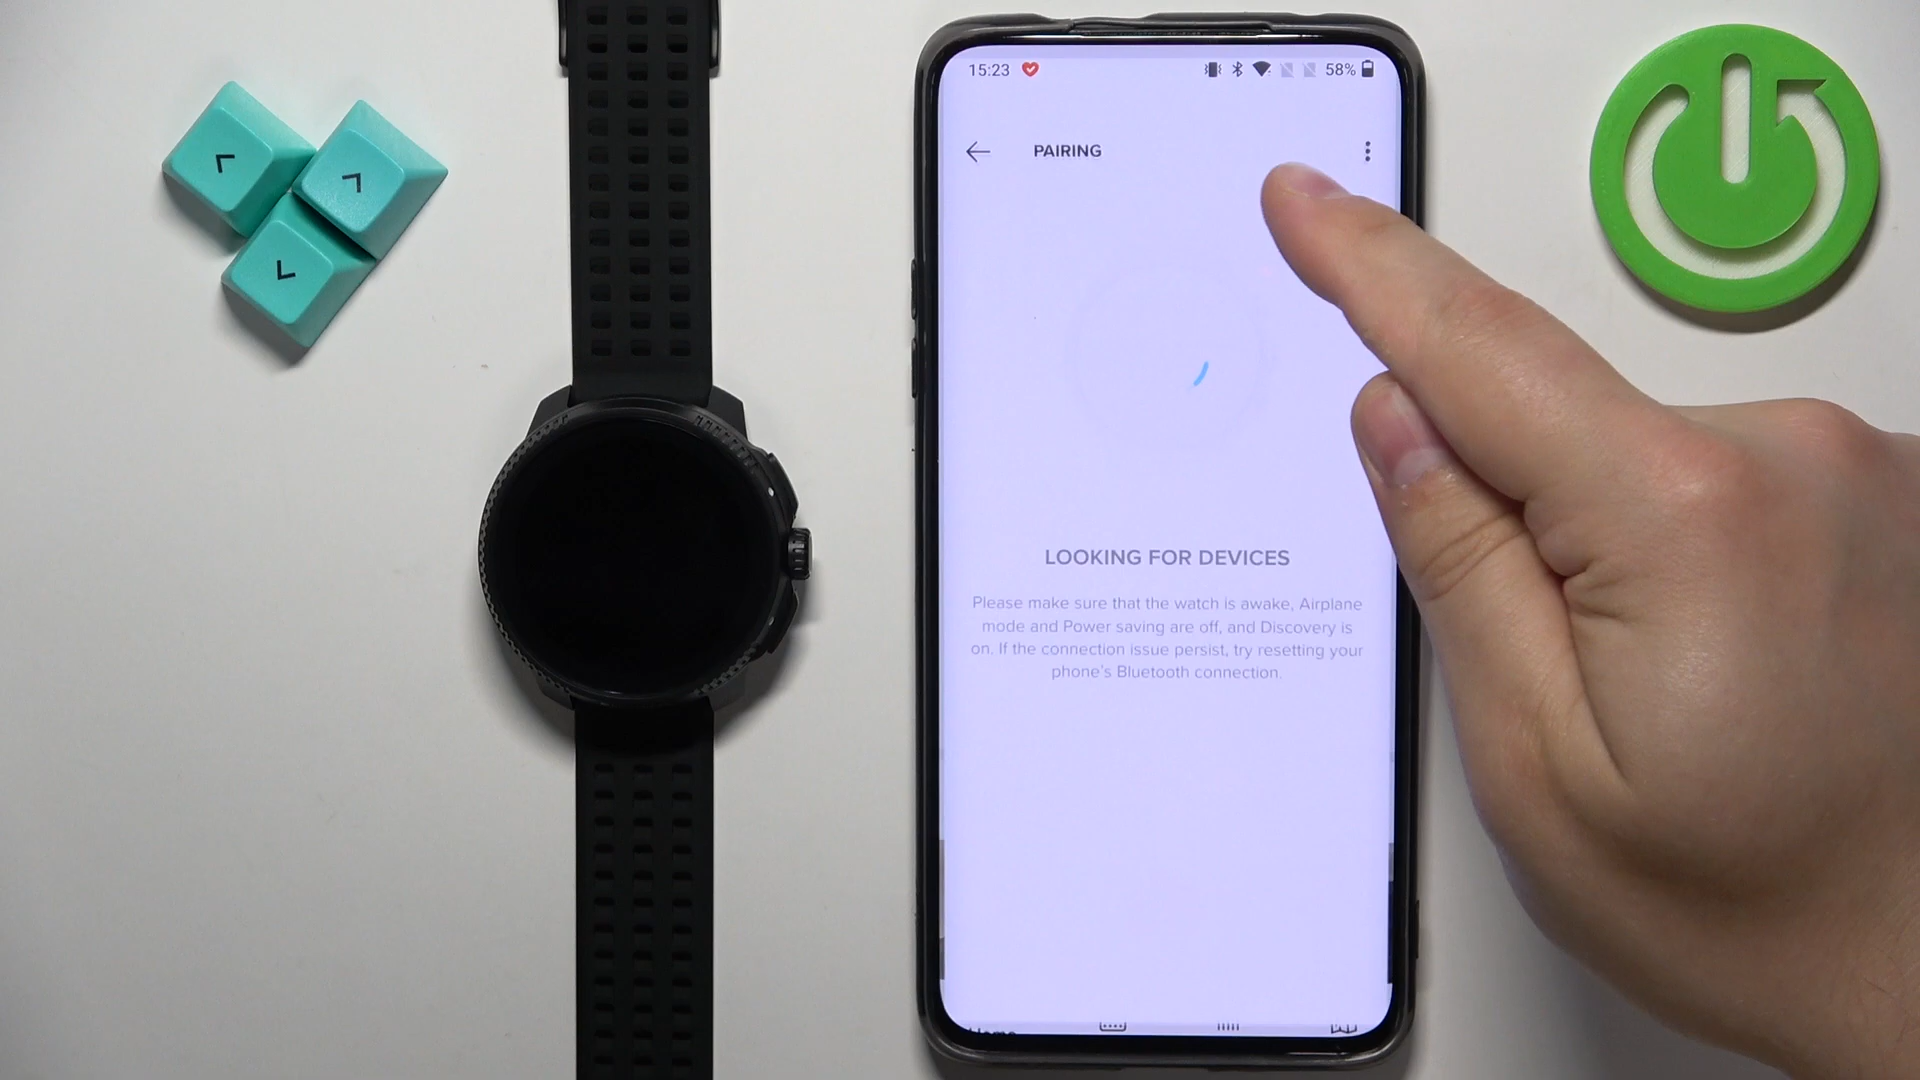 15:23
58%
PAIRING
LOOKING FOR DEVICES
Please make sure that the watch is awake, Airplane
mode and Power saving are off, and Discovery is
on. If the connection issue persist, try resetting your
phone's Bluetooth connection.